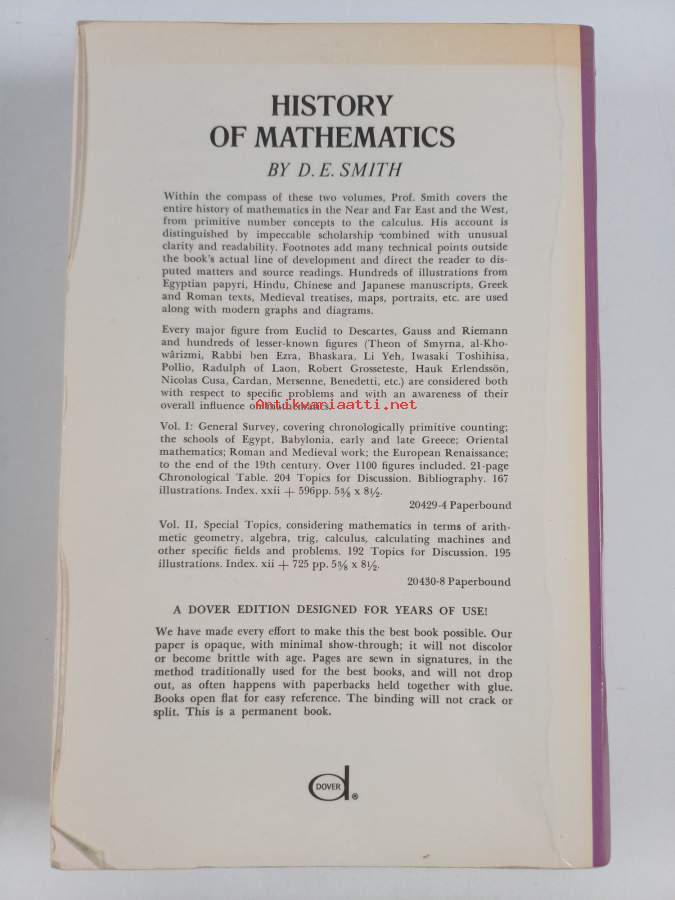 HISTORY
OF MATHEMATICS
BY D. E. SMITH
Within the compass of these two volumes, Prof. Smith covers the
entire history of mathematics in the Near and Far East and the West,
from primitive number concepts to the calculus. His account is
distinguished by impeccable scholarship combined with unusual
clarity and readability. Footnotes add many technical points outside
the book's actual line of development and direct the reader to dis-
puted matters and source readings. Hundreds of illustrations from
Egyptian papyri, Hindu, Chinese and Japanese manuscripts, Greek
and Roman texts, Medieval treatises, maps, portraits, etc. are used
along with modern graphs and diagrams.
Every major figure from Euclid to Descartes, Gauss and Riemann
and hundreds of lesser-known figures (Theon of Smyrna, al-Kho-
wârizmi, Rabbi ben Ezra, Bhaskara, Li Yeh, Iwasaki Toshihisa,
Pollio, Radulph of Laon, Robert Grosseteste, Hauk Erlendssön,
Nicolas Cusa, Cardan, Mersenne, Benedetti, etc.) are considered both
with respect to specific problems and with an awareness of their
overall influence on mathematics.
Antikvariaatti.net
Vol. I: General Survey, covering chronologically primitive counting;
the schools of Egypt, Babylonia, early and late Greece; Oriental
mathematics; Roman and Medieval work; the European Renaissance;
to the end of the 19th century. Over 1100 figures included. 21-page
Chronological Table. 204 Topics for Discussion. Bibliography. 167
illustrations. Index. xxii + 596pp. 5⅜ x 8½.
20429-4 Paperbound
Vol. II, Special Topics, considering mathematics in terms of arith-
metic geometry, algebra, trig, calculus, calculating machines and
other specific fields and problems. 192 Topics for Discussion. 195
illustrations. Index. xii + 725 pp. 5⅜ x 8½.
20430-8 Paperbound
A DOVER EDITION DESIGNED FOR YEARS OF USE!
We have made every effort to make this the best book possible. Our
paper is opaque, with minimal show-through; it will not discolor
or become brittle with age. Pages are sewn in signatures, in the
method traditionally used for the best books, and will not drop
out, as often happens with paperbacks held together with glue.
Books open flat for easy reference. The binding will not crack or
split. This is a permanent book.
DOVER ®